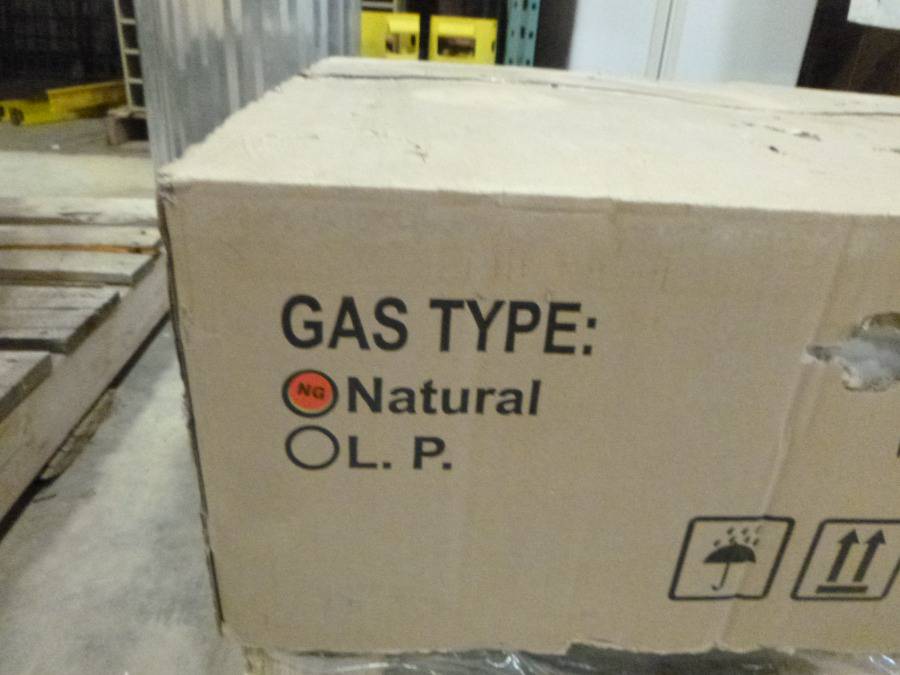 GAS TYPE:
NG Natural
L. P.